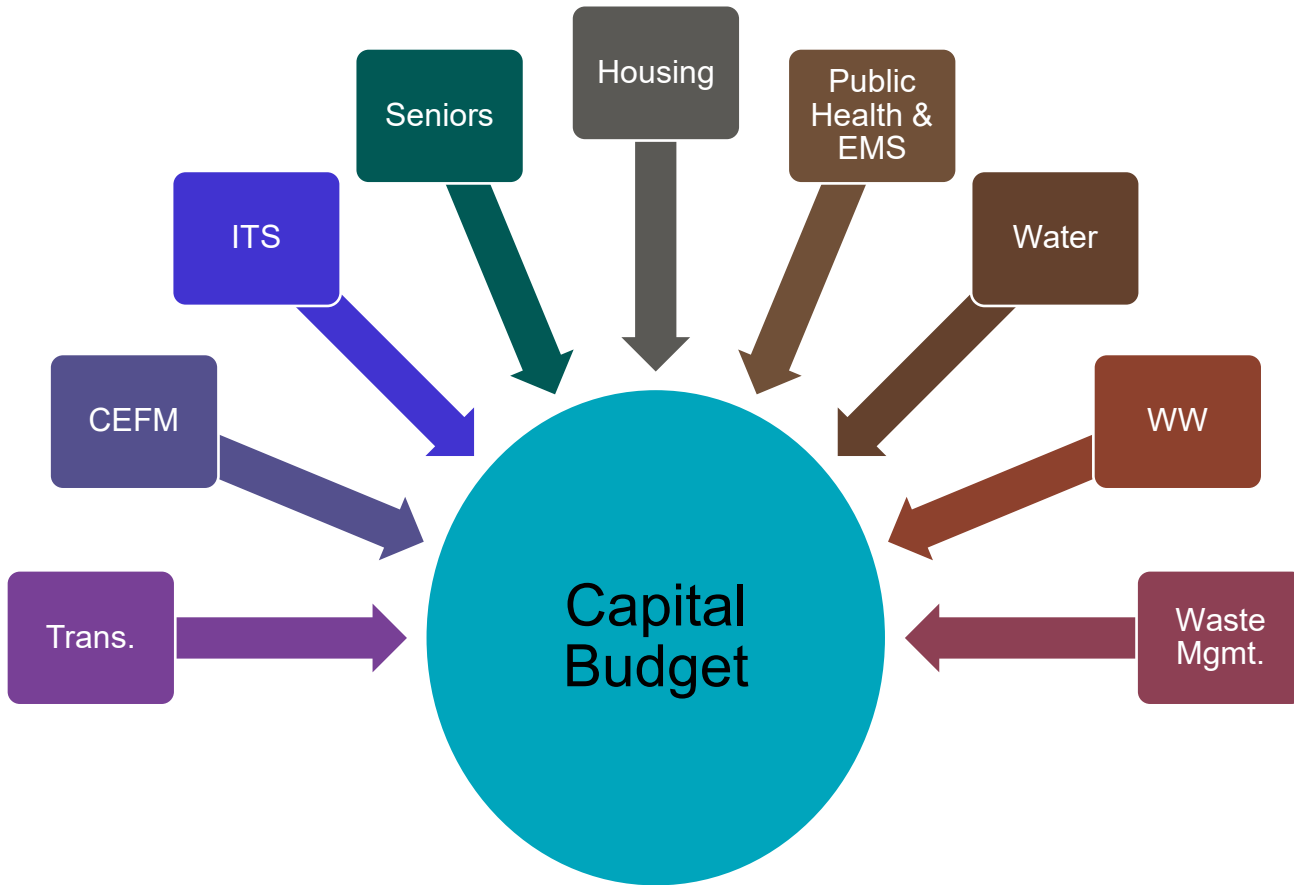 Housing
Seniors
Public
Health &
EMS
ITS
Water
CEFM
WW
Trans.
Capital
Budget
Waste
Mgmt.